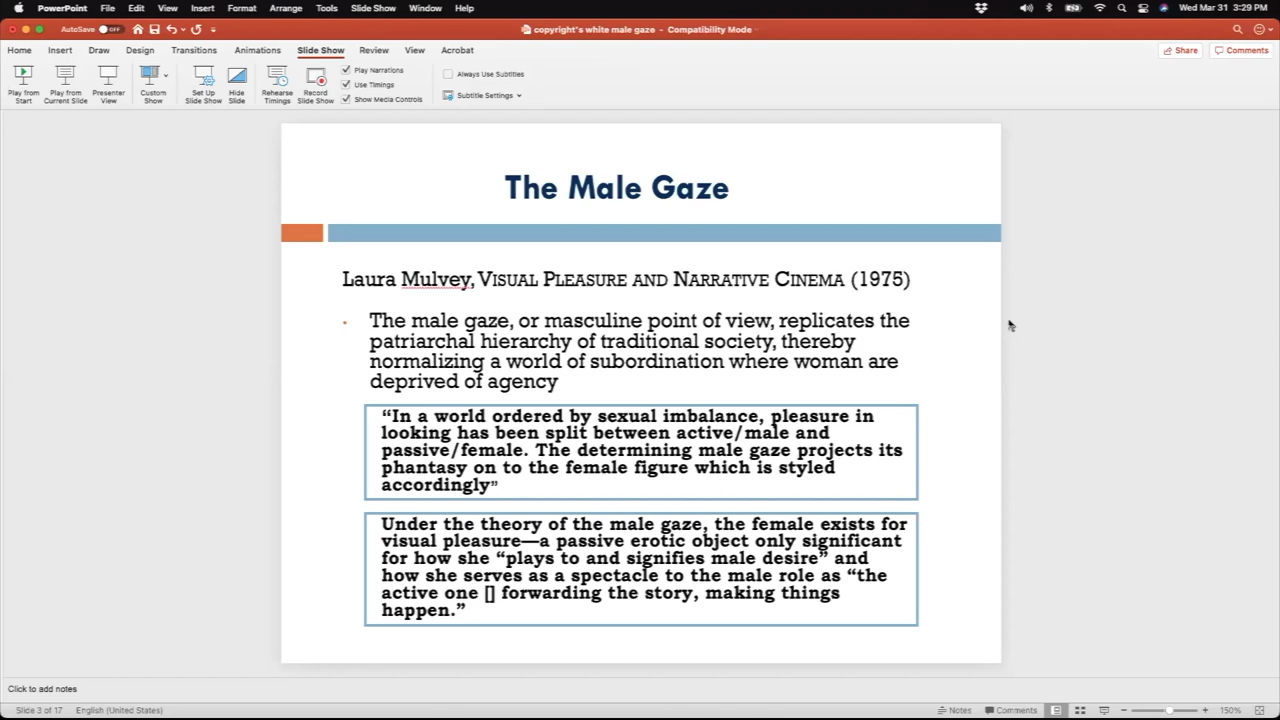 PowerPoint File Edit View Insert Format Arrange Tools Slide Show Window Help Wed Mar 31 3:29 PM
AutoSave OFF copyright's white male gaze - Compatibility Mode
Home Insert Draw Design Transitions Animations Slide Show Review View Acrobat Share Comments
Play from Start
Play from Current Slide
Presenter View
Custom Show
Set Up Slide Show
Hide Slide
Rehearse Timings
Record Slide Show
Play Narrations
Use Timings
Show Media Controls
Always Use Subtitles
Subtitle Settings
The Male Gaze
Laura Mulvey, VISUAL PLEASURE AND NARRATIVE CINEMA (1975)
• The male gaze, or masculine point of view, replicates the
patriarchal hierarchy of traditional society, thereby
normalizing a world of subordination where woman are
deprived of agency
“In a world ordered by sexual imbalance, pleasure in
looking has been split between active/male and
passive/female. The determining male gaze projects its
phantasy on to the female figure which is styled
accordingly”
Under the theory of the male gaze, the female exists for
visual pleasure—a passive erotic object only significant
for how she “plays to and signifies male desire” and
how she serves as a spectacle to the male role as “the
active one [] forwarding the story, making things
happen.”
Click to add notes
Slide 3 of 17 English (United States) Notes Comments 150%